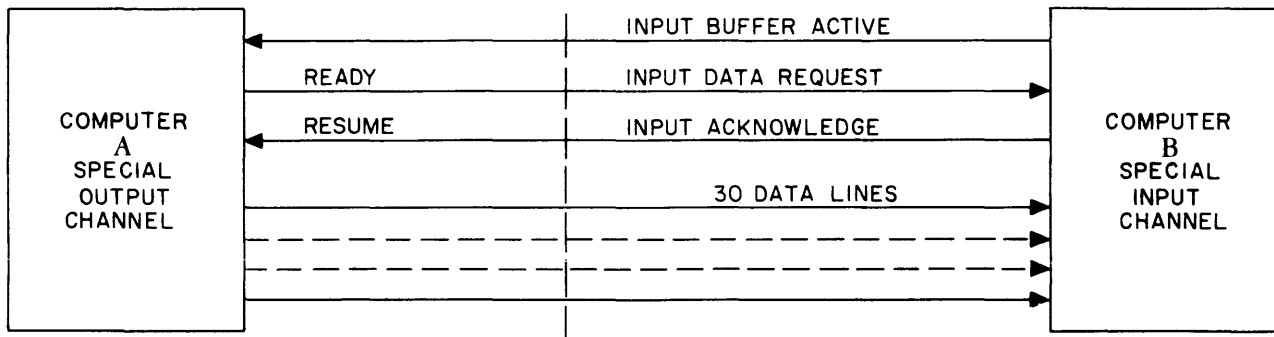 INPUT BUFFER ACTIVE
READY
INPUT DATA REQUEST
RESUME
INPUT ACKNOWLEDGE
30 DATA LINES
COMPUTER
A
SPECIAL
OUTPUT
CHANNEL
COMPUTER
B
SPECIAL
INPUT
CHANNEL